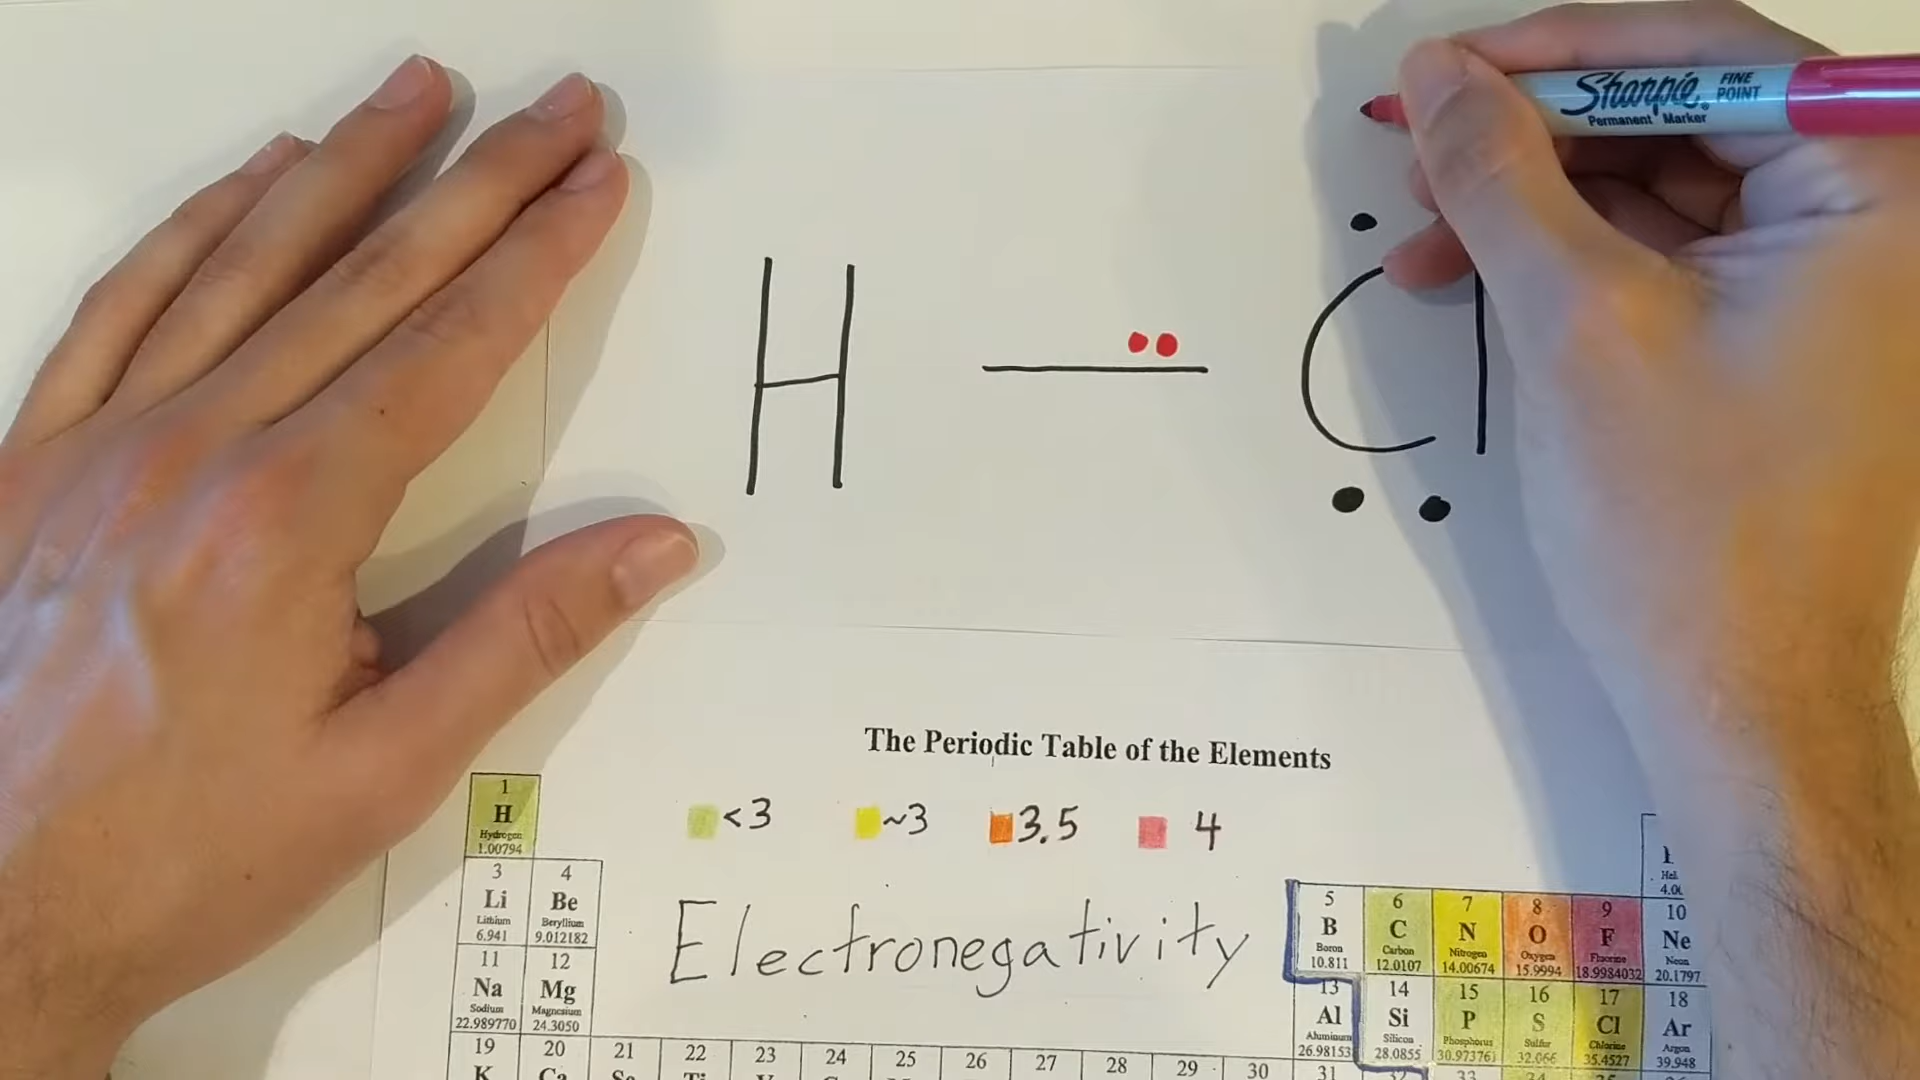 Sharpie. FINE POINT
Permanent Marker
H — Cl
The Periodic Table of the Elements
<3 ~3 3.5 4
Electronegativity
1
H
Hydrogen
1.00794
3 4
Li Be
Lithium Beryllium
6.941 9.012182
11 12
Na Mg
Sodium Magnesium
22.989770 24.3050
19 20 21 22 23 24 25 26 27 28 29 30 31
K Ca
5 6 7 8 9 10
B C N O F Ne
Boron Carbon Nitrogen Oxygen Fluorine Neon
10.811 12.0107 14.00674 15.9994 18.9984032 20.1797
13 14 15 16 17 18
Al Si P S Cl Ar
Aluminum Silicon Phosphorus Sulfur Chlorine Argon
26.98153 28.0855 30.973761 32.066 35.4527 39.948